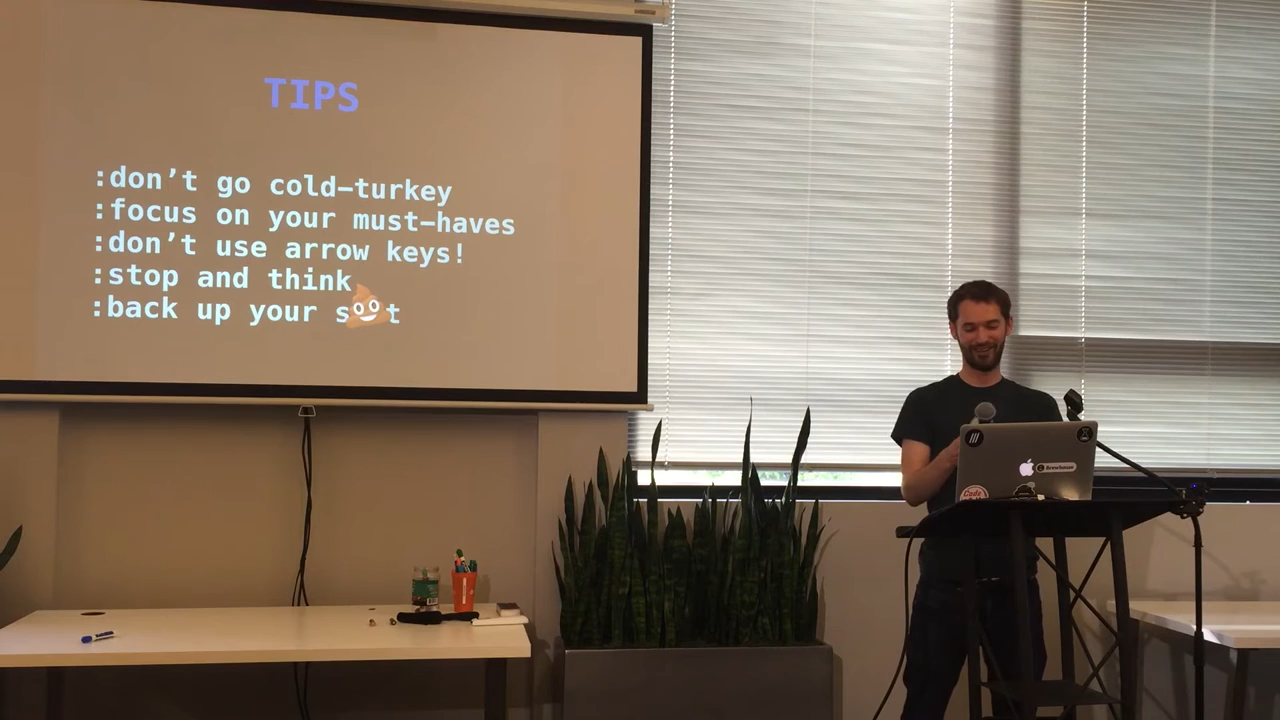 TIPS
:don’t go cold-turkey
:focus on your must-haves
:don’t use arrow keys!
:stop and think
:back up your s💩t
Code